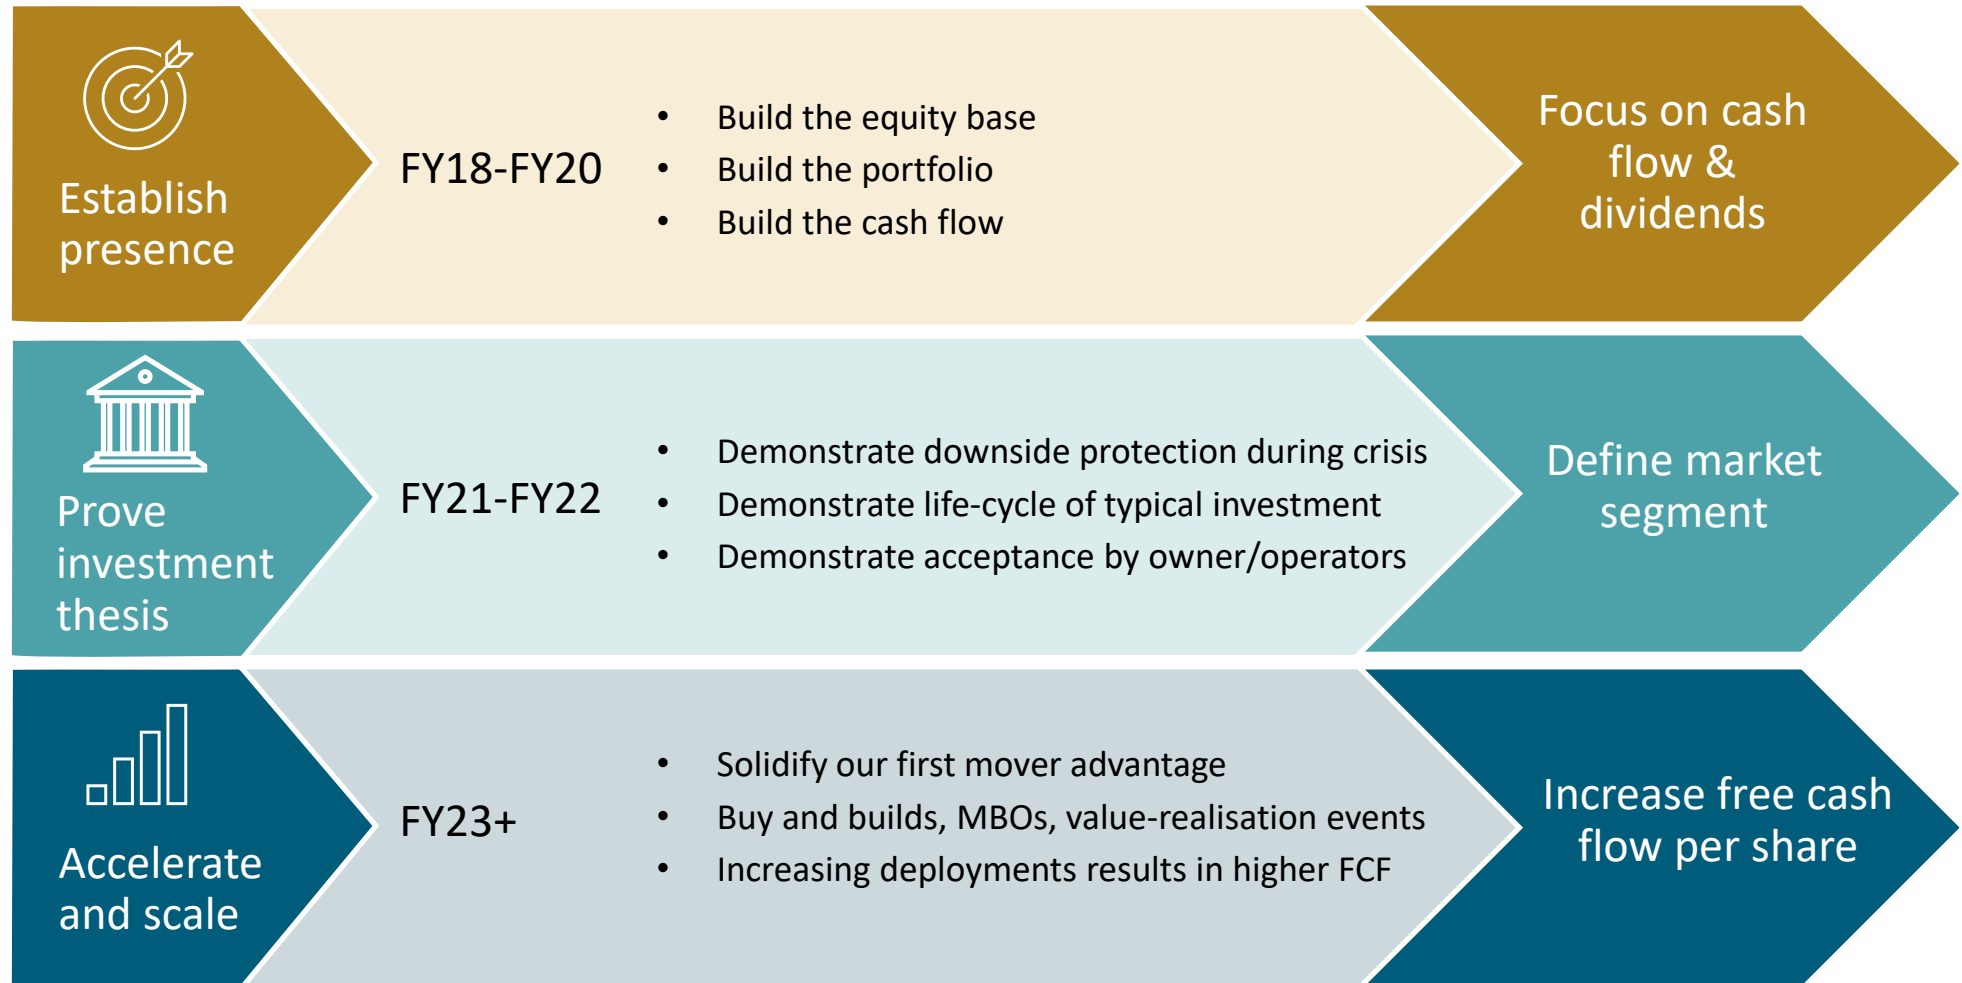 Establish
presence
FY18-FY20
• Build the equity base
• Build the portfolio
• Build the cash flow
Focus on cash
flow &
dividends
Prove
investment
thesis
FY21-FY22
• Demonstrate downside protection during crisis
• Demonstrate life-cycle of typical investment
• Demonstrate acceptance by owner/operators
Define market
segment
Accelerate
and scale
FY23+
• Solidify our first mover advantage
• Buy and builds, MBOs, value-realisation events
• Increasing deployments results in higher FCF
Increase free cash
flow per share